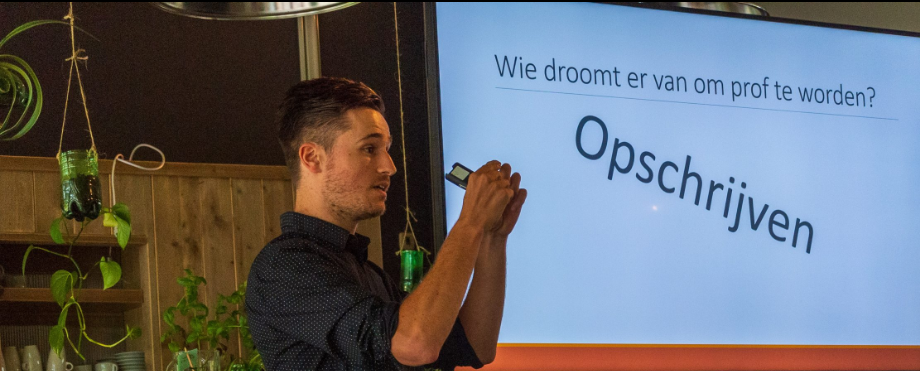 Wie droomt er van om prof te worden?
Opschrijven